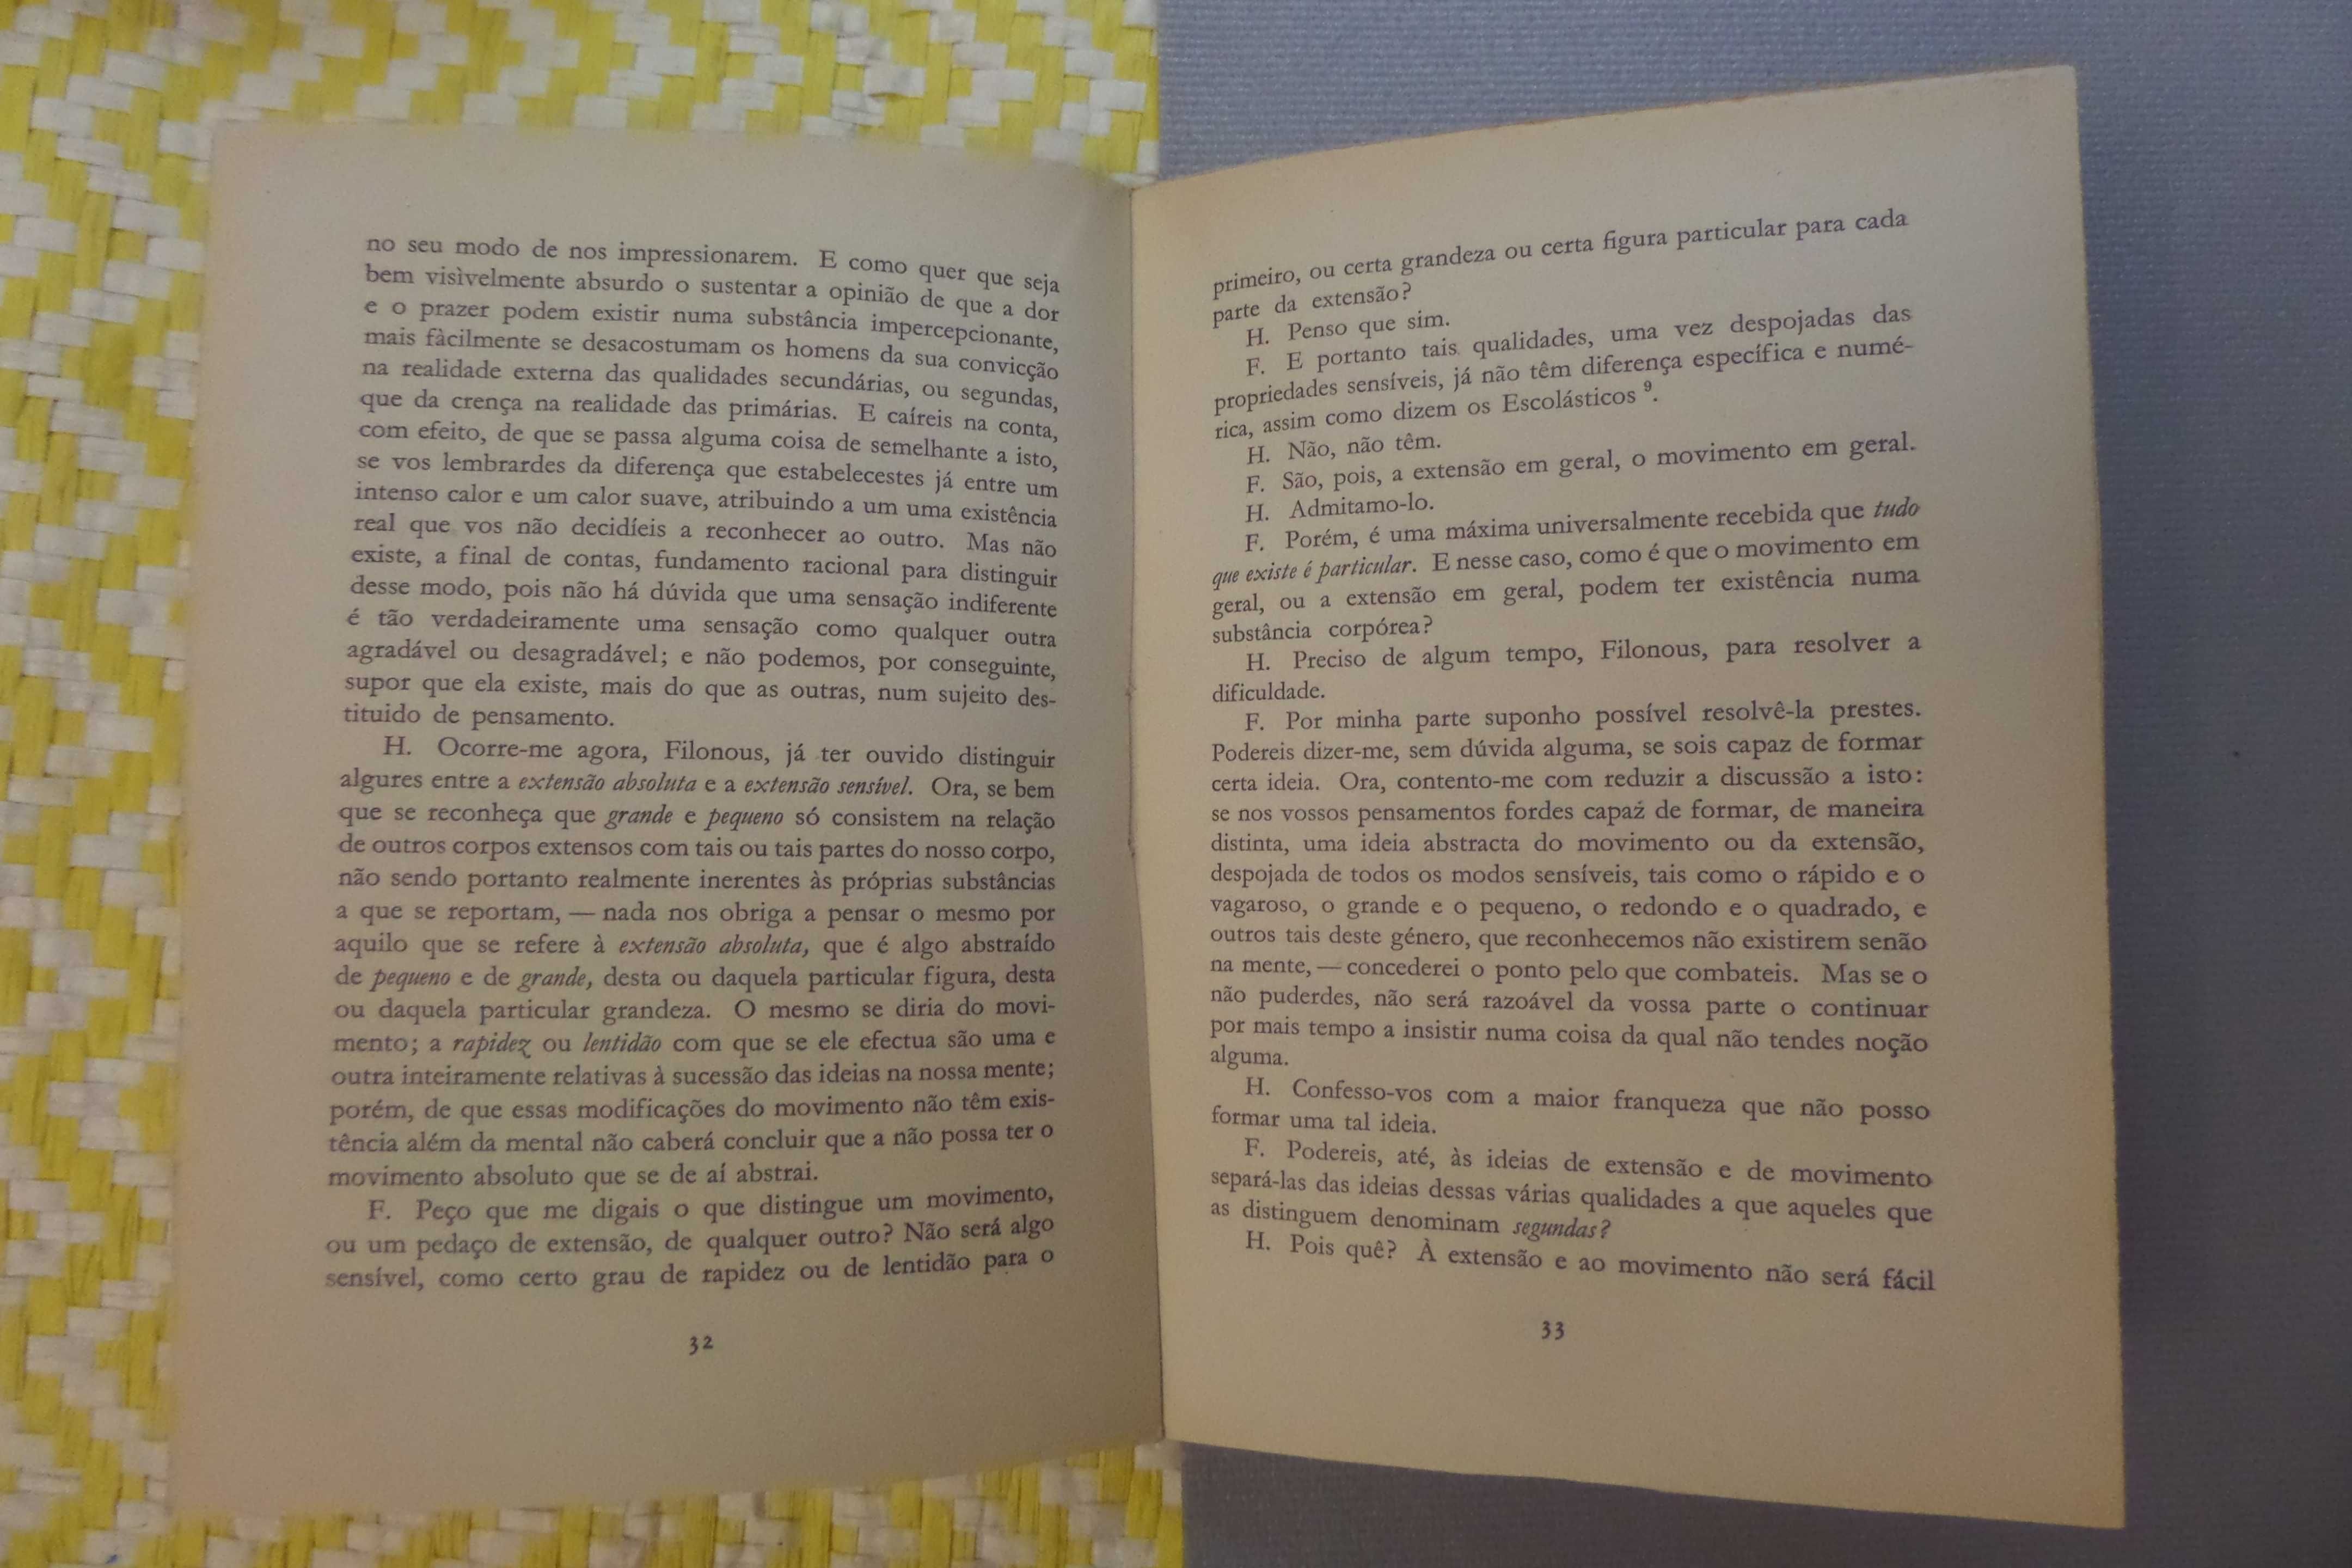 no seu modo de nos impressionarem. E como quer que seja
bem visìvelmente absurdo o sustentar a opinião de que a dor
e o prazer podem existir numa substância impercepcionante,
mais fàcilmente se desacostumam os homens da sua convicção
na realidade externa das qualidades secundárias, ou segundas,
que da crença na realidade das primárias. E caíreis na conta,
com efeito, de que se passa alguma coisa de semelhante a isto,
se vos lembrardes da diferença que estabelecestes já entre um
intenso calor e um calor suave, atribuindo a um uma existência
real que vos não decidíeis a reconhecer ao outro. Mas não
existe, a final de contas, fundamento racional para distinguir
desse modo, pois não há dúvida que uma sensação indiferente
é tão verdadeiramente uma sensação como qualquer outra
agradável ou desagradável; e não podemos, por conseguinte,
supor que ela existe, mais do que as outras, num sujeito des-
tituido de pensamento.
H. Ocorre-me agora, Filonous, já ter ouvido distinguir
algures entre a extensão absoluta e a extensão sensível. Ora, se bem
que se reconheça que grande e pequeno só consistem na relação
de outros corpos extensos com tais ou tais partes do nosso corpo,
não sendo portanto realmente inerentes às próprias substâncias
a que se reportam, — nada nos obriga a pensar o mesmo por
aquilo que se refere à extensão absoluta, que é algo abstraído
de pequeno e de grande, desta ou daquela particular figura, desta
ou daquela particular grandeza. O mesmo se diria do movi-
mento; a rapidez ou lentidão com que se ele efectua são uma e
outra inteiramente relativas à sucessão das ideias na nossa mente;
porém, de que essas modificações do movimento não têm exis-
tência além da mental não caberá concluir que a não possa ter o
movimento absoluto que se de aí abstrai.
F. Peço que me digais o que distingue um movimento,
ou um pedaço de extensão, de qualquer outro? Não será algo
sensível, como certo grau de rapidez ou de lentidão para o
32
primeiro, ou certa grandeza ou certa figura particular para cada
parte da extensão?
H. Penso que sim.
F. E portanto tais qualidades, uma vez despojadas das
propriedades sensíveis, já não têm diferença específica e numé-
rica, assim como dizem os Escolásticos 9.
H. Não, não têm.
F. São, pois, a extensão em geral, o movimento em geral.
H. Admitamo-lo.
F. Porém, é uma máxima universalmente recebida que tudo
que existe é particular. E nesse caso, como é que o movimento em
geral, ou a extensão em geral, podem ter existência numa
substância corpórea?
H. Preciso de algum tempo, Filonous, para resolver a
dificuldade.
F. Por minha parte suponho possível resolvê-la prestes.
Podereis dizer-me, sem dúvida alguma, se sois capaz de formar
certa ideia. Ora, contento-me com reduzir a discussão a isto:
se nos vossos pensamentos fordes capaz de formar, de maneira
distinta, uma ideia abstracta do movimento ou da extensão,
despojada de todos os modos sensíveis, tais como o rápido e o
vagaroso, o grande e o pequeno, o redondo e o quadrado, e
outros tais deste género, que reconhecemos não existirem senão
na mente, — concederei o ponto pelo que combateis. Mas se o
não puderdes, não será razoável da vossa parte o continuar
por mais tempo a insistir numa coisa da qual não tendes noção
alguma.
H. Confesso-vos com a maior franqueza que não posso
formar uma tal ideia.
F. Podereis, até, às ideias de extensão e de movimento
separá-las das ideias dessas várias qualidades a que aqueles que
as distinguem denominam segundas?
H. Pois quê? À extensão e ao movimento não será fácil
33